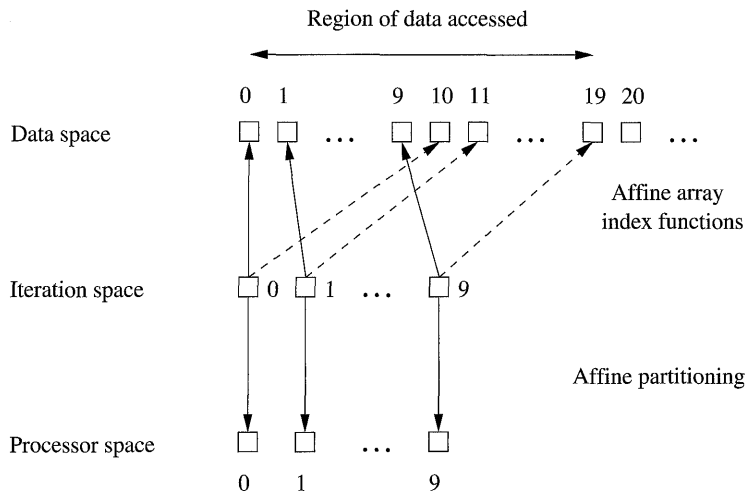 Region of data accessed
0 1 9 10 11 19 20
Data space ... ... ...
Affine array
index functions
Iteration space 0 1 ... 9
Affine partitioning
Processor space ...
0 1 9